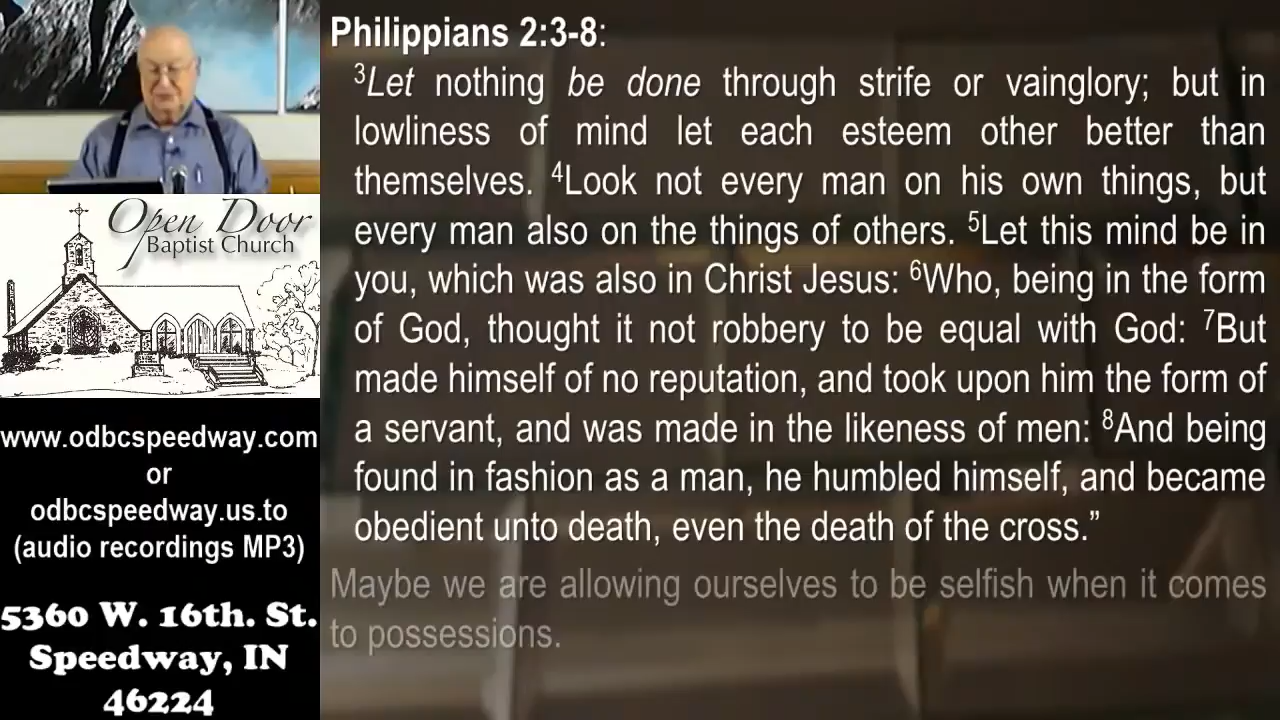 Open Door
Baptist Church
www.odbcspeedway.com
or
odbcspeedway.us.to
(audio recordings MP3)
5360 W. 16th. St.
Speedway, IN
46224
Philippians 2:3-8:
3Let nothing be done through strife or vainglory; but in
lowliness of mind let each esteem other better than
themselves. 4Look not every man on his own things, but
every man also on the things of others. 5Let this mind be in
you, which was also in Christ Jesus: 6Who, being in the form
of God, thought it not robbery to be equal with God: 7But
made himself of no reputation, and took upon him the form of
a servant, and was made in the likeness of men: 8And being
found in fashion as a man, he humbled himself, and became
obedient unto death, even the death of the cross.”
Maybe we are allowing ourselves to be selfish when it comes
to possessions.